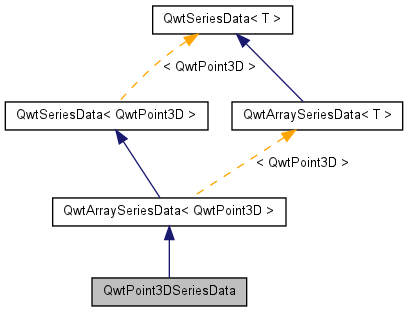 QwtSeriesData< T >
< QwtPoint3D >
QwtSeriesData< QwtPoint3D >
QwtArraySeriesData< T >
< QwtPoint3D >
QwtArraySeriesData< QwtPoint3D >
QwtPoint3DSeriesData